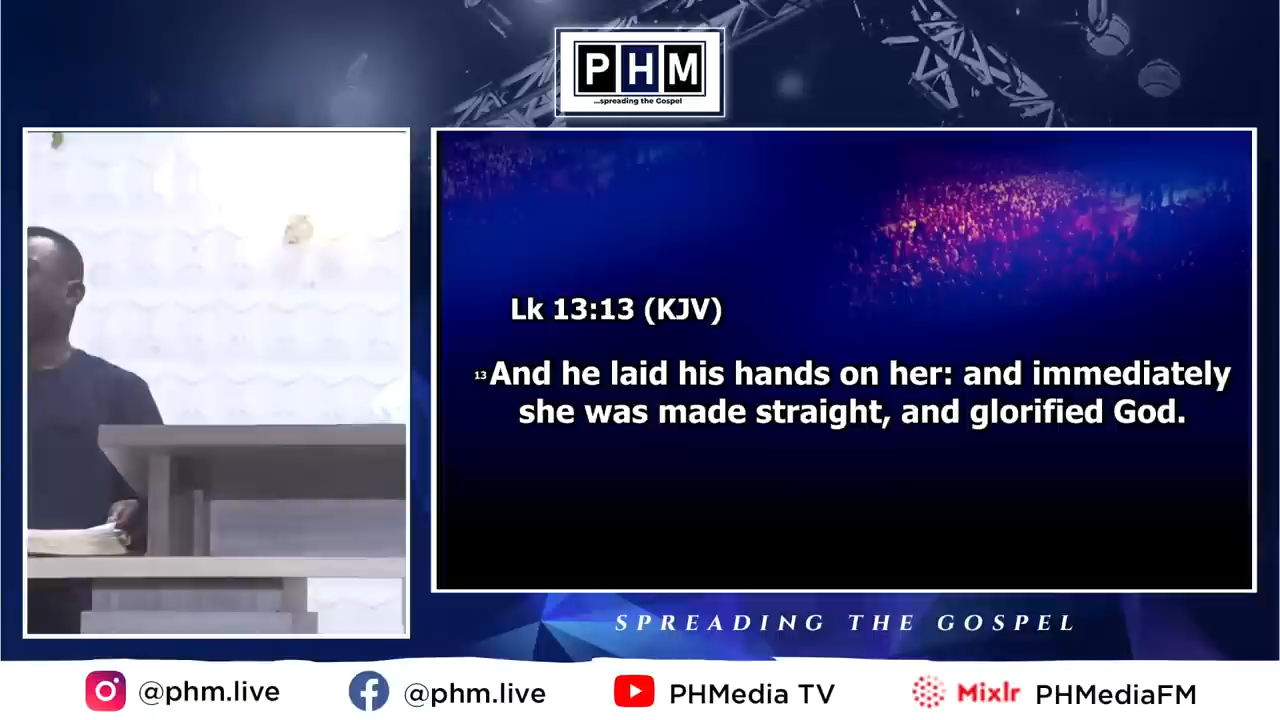 PHM
...spreading the Gospel
Lk 13:13 (KJV)
13 And he laid his hands on her: and immediately
she was made straight, and glorified God.
SPREADING THE GOSPEL
@phm.live
@phm.live
PHMedia TV
Mixlr PHMediaFM